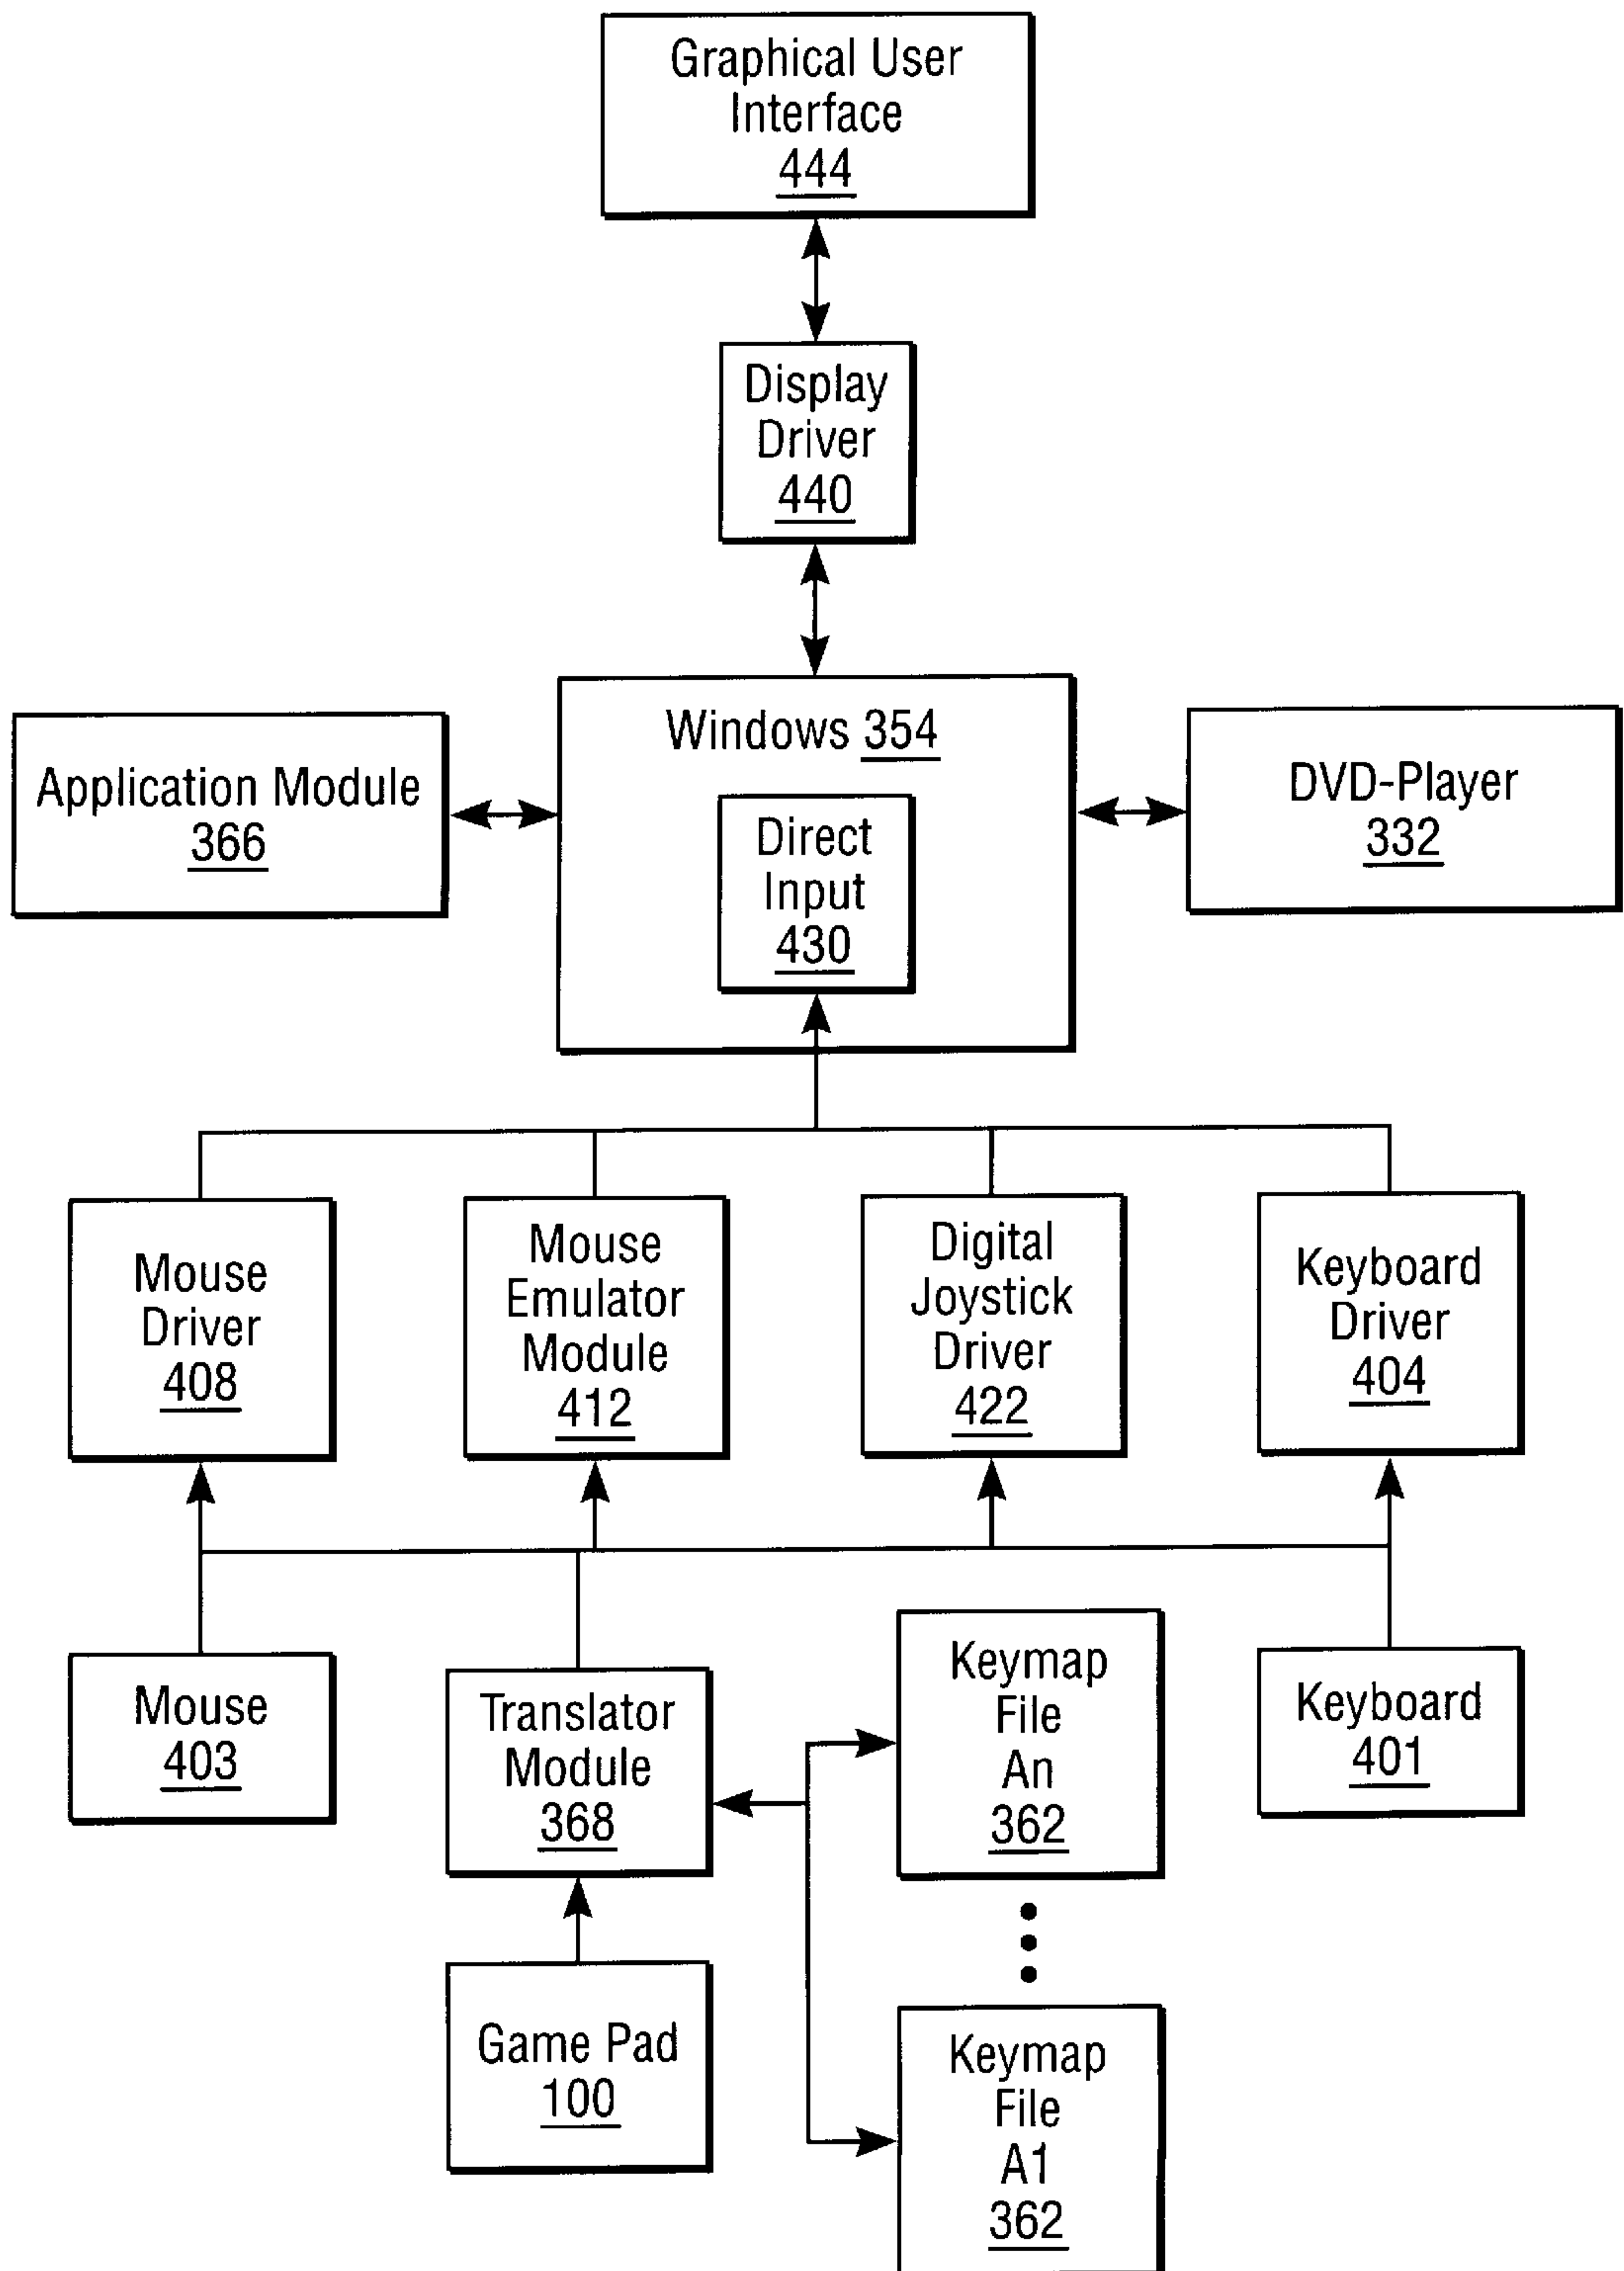 Graphical User
Interface
444
Display
Driver
440
Windows 354
Application Module
366
Direct
Input
430
DVD-Player
332
Mouse
Driver
408
Mouse
Emulator
Module
412
Digital
Joystick
Driver
422
Keyboard
Driver
404
Mouse
403
Translator
Module
368
Keymap
File
An
362
Keyboard
401
Game Pad
100
Keymap
File
A1
362